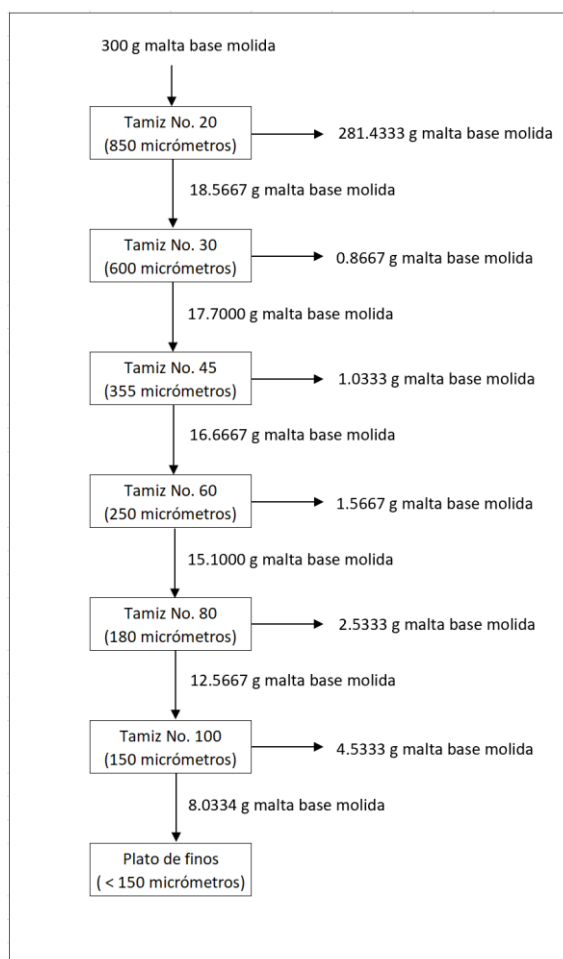 300 g malta base molida
Tamiz No. 20
(850 micrómetros)
281.4333 g malta base molida
18.5667 g malta base molida
Tamiz No. 30
(600 micrómetros)
0.8667 g malta base molida
17.7000 g malta base molida
Tamiz No. 45
(355 micrómetros)
1.0333 g malta base molida
16.6667 g malta base molida
Tamiz No. 60
(250 micrómetros)
1.5667 g malta base molida
15.1000 g malta base molida
Tamiz No. 80
(180 micrómetros)
2.5333 g malta base molida
12.5667 g malta base molida
Tamiz No. 100
(150 micrómetros)
4.5333 g malta base molida
8.0334 g malta base molida
Plato de finos
( < 150 micrómetros)